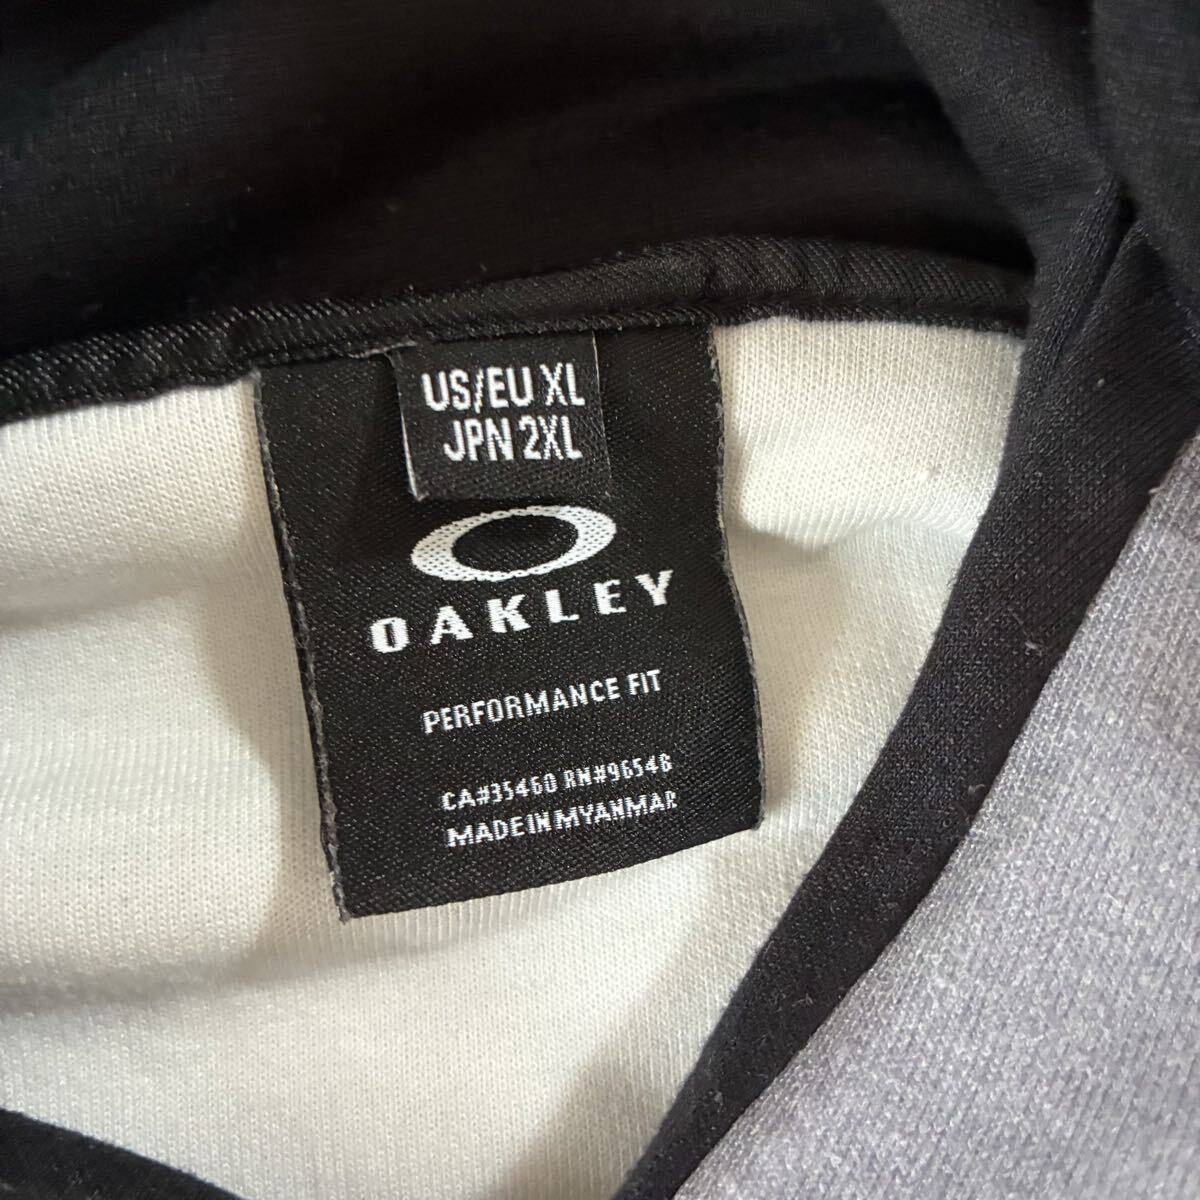 US/EU XL
JPN 2XL
OAKLEY
PERFORMANCE FIT
CA#35460 RN#96548
MADE IN MYANMAR